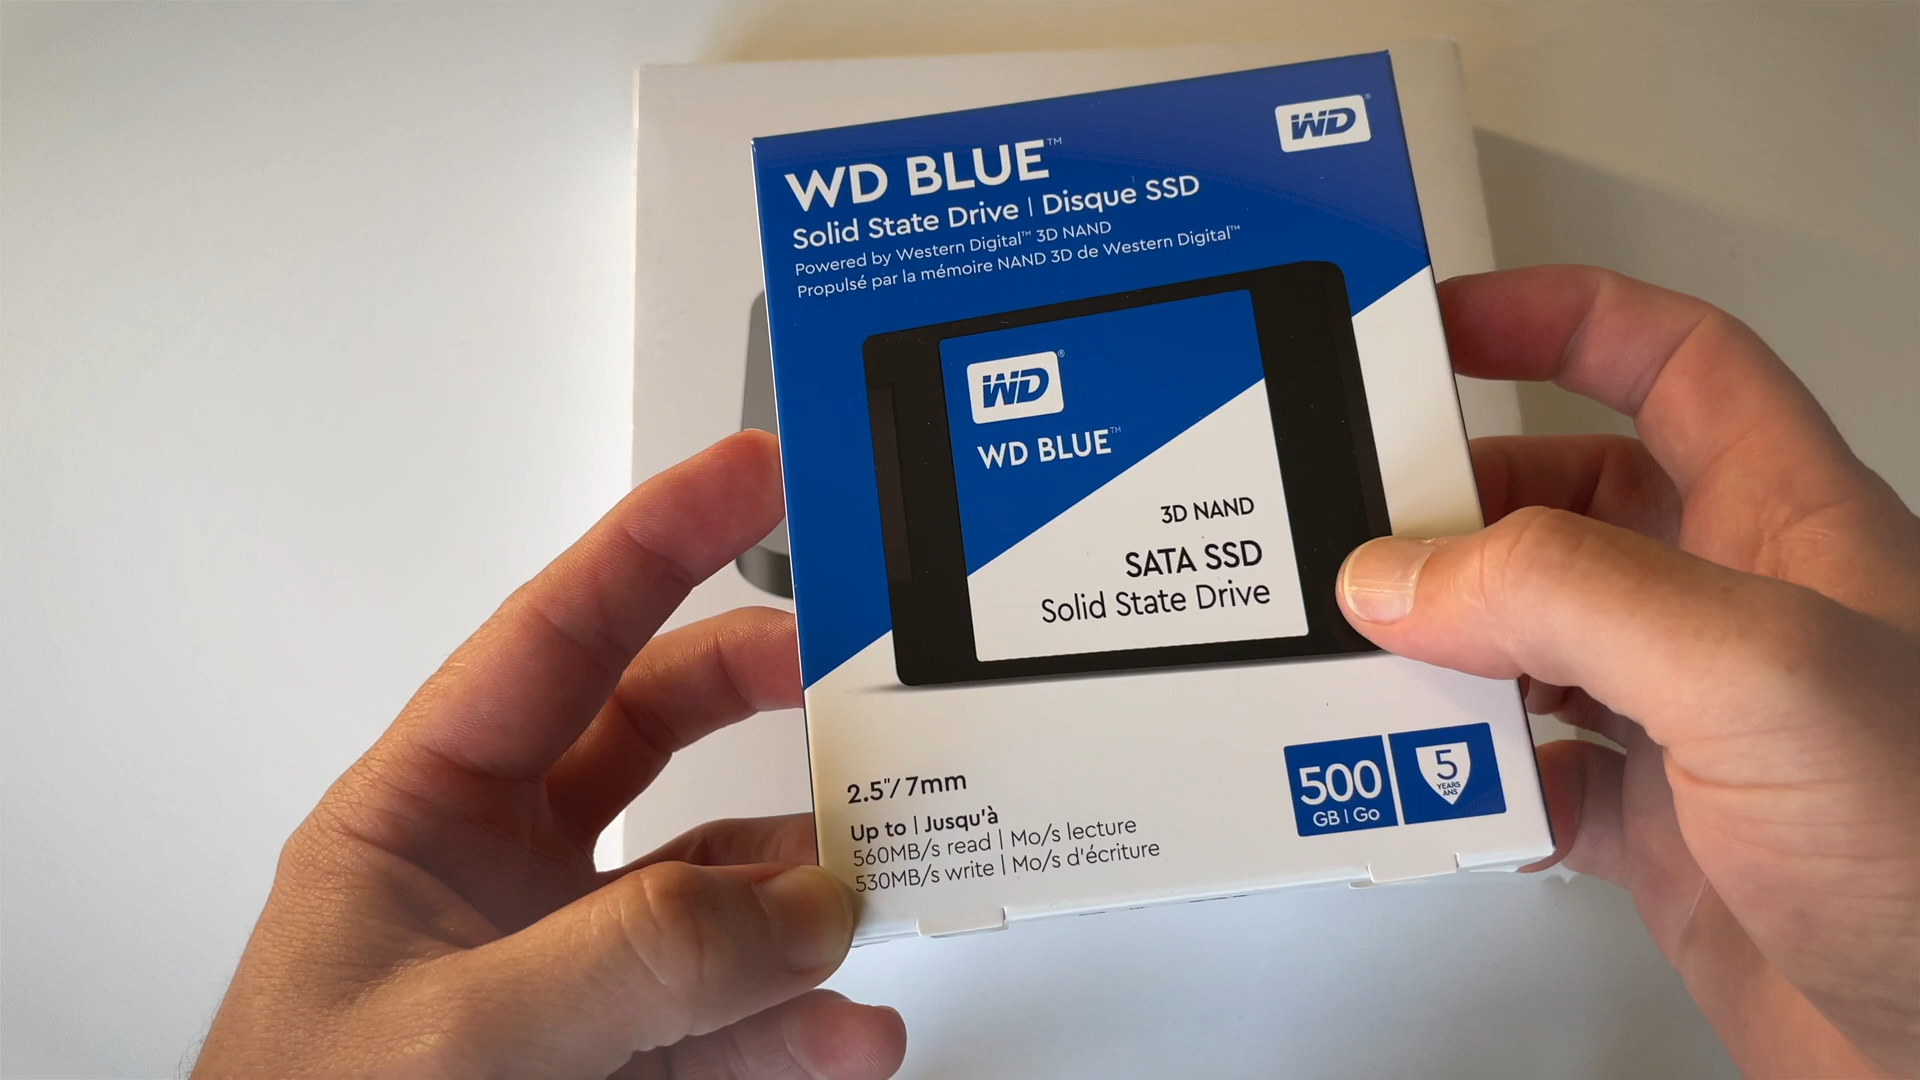 WD®
WD BLUE™
Solid State Drive | Disque SSD
Powered by Western Digital™ 3D NAND
Propulsé par la mémoire NAND 3D de Western Digital™
WD®
WD BLUE™
3D NAND
SATA SSD
Solid State Drive
2.5"/7mm
Up to | Jusqu'à
560MB/s read | Mo/s lecture
530MB/s write | Mo/s d'écriture
500
GB | Go
5
YEARS
ANS